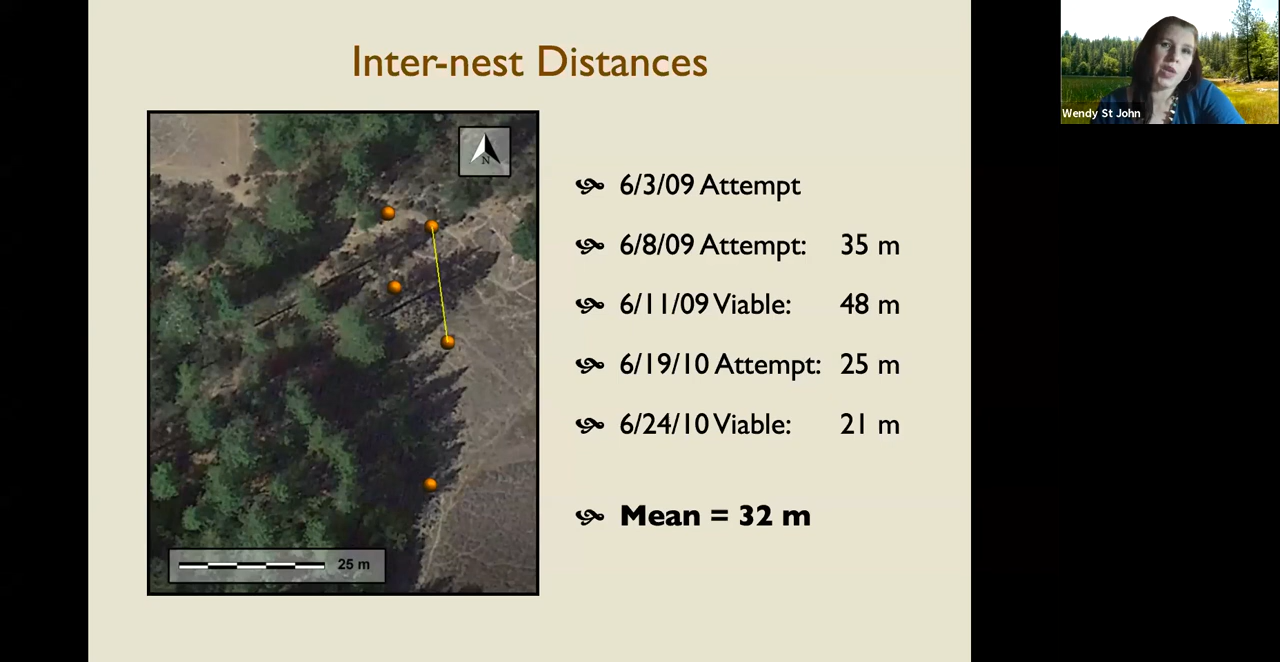 Inter-nest Distances
N
6/3/09 Attempt
6/8/09 Attempt: 35 m
6/11/09 Viable: 48 m
6/19/10 Attempt: 25 m
6/24/10 Viable: 21 m
Mean = 32 m
25 m
Wendy St John